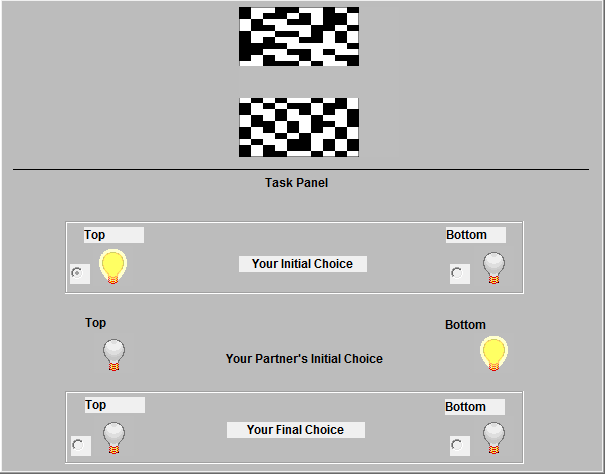 Task Panel
Top
Bottom
Your Initial Choice
Top
Bottom
Your Partner's Initial Choice
Top
Bottom
Your Final Choice